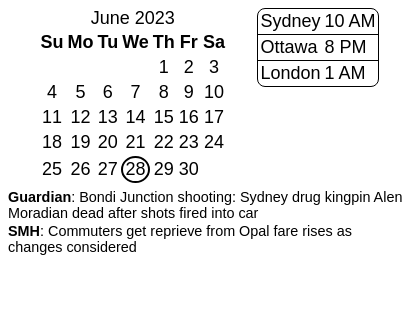 June 2023
Su Mo Tu We Th Fr Sa
1 2 3
4 5 6 7 8 9 10
11 12 13 14 15 16 17
18 19 20 21 22 23 24
25 26 27 28 29 30
Sydney 10 AM
Ottawa 8 PM
London 1 AM
Guardian: Bondi Junction shooting: Sydney drug kingpin Alen
Moradian dead after shots fired into car
SMH: Commuters get reprieve from Opal fare rises as
changes considered